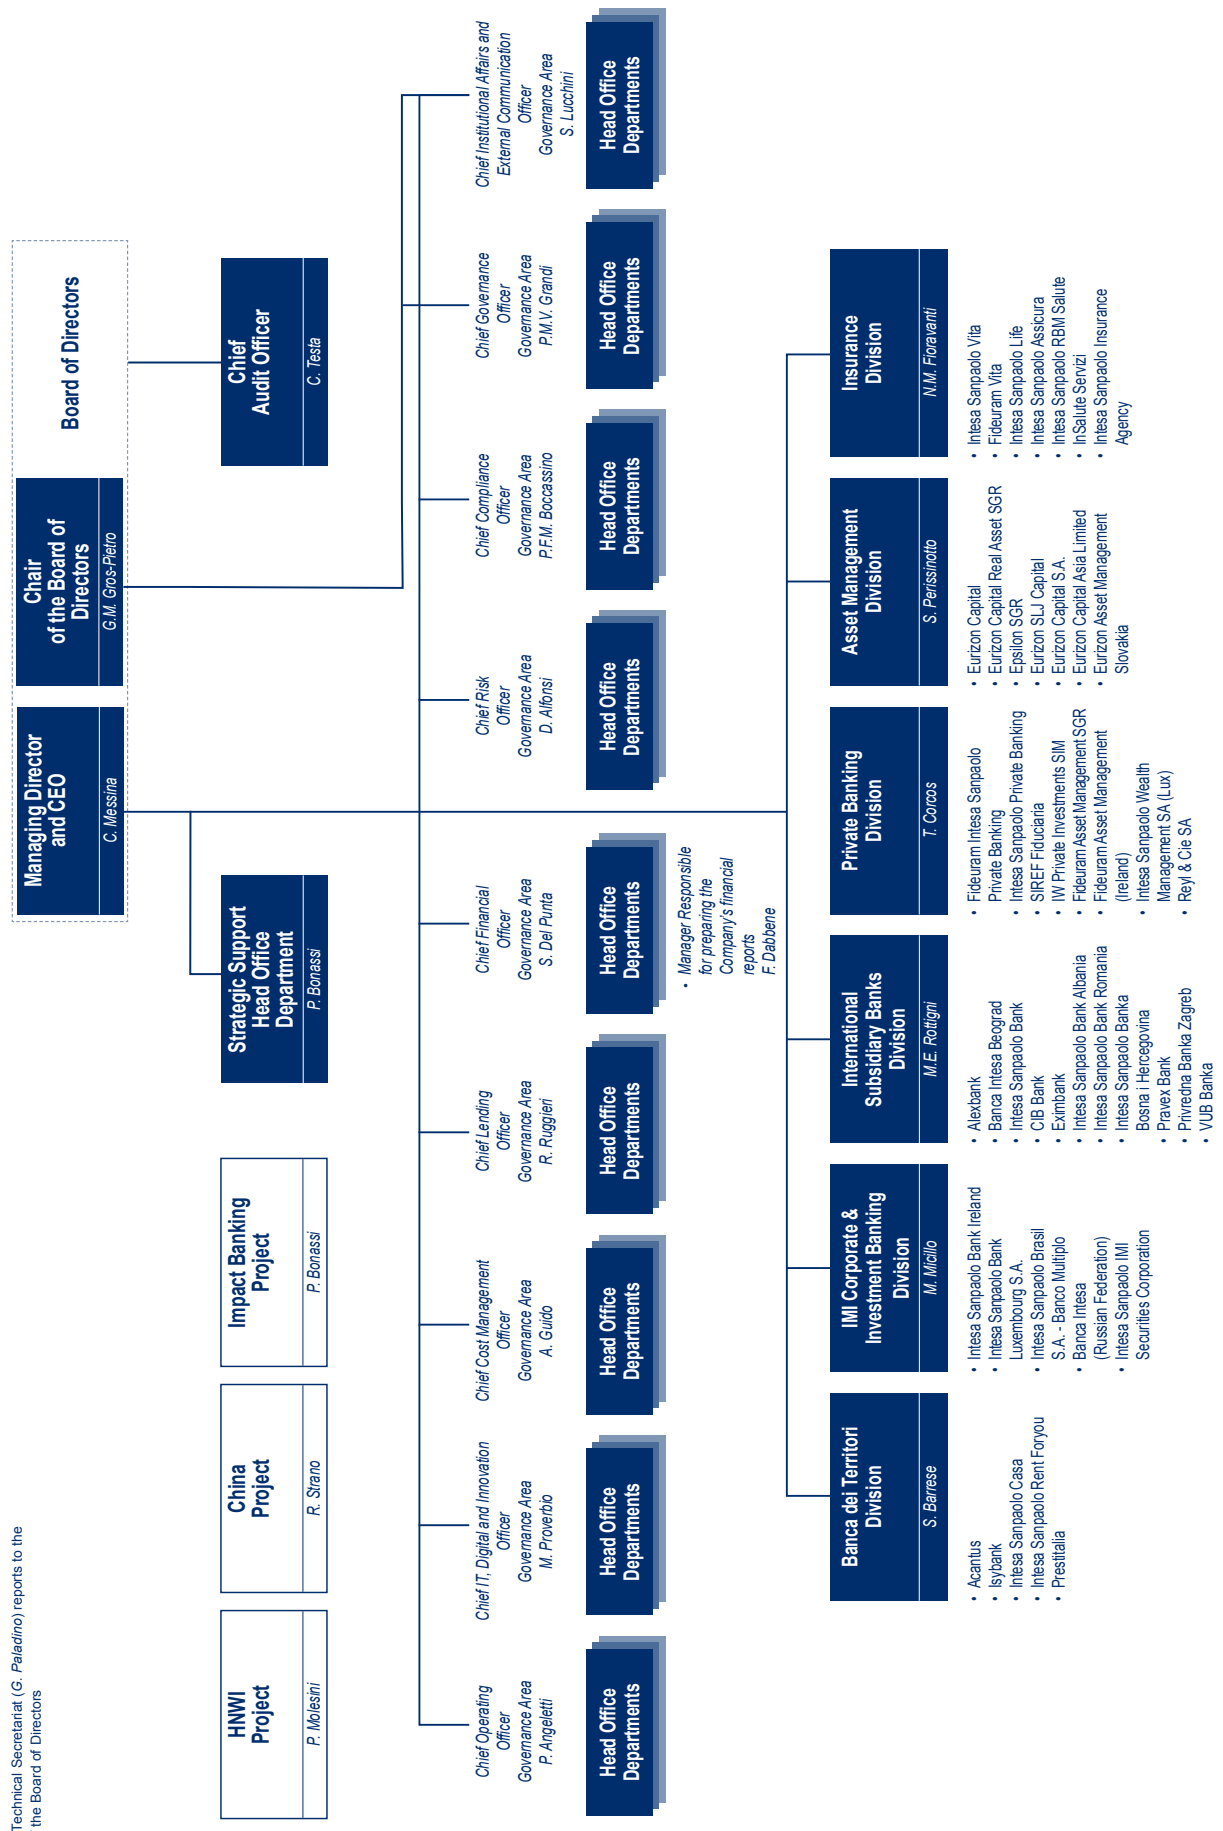 Technical Secretariat (G. Paladino) reports to the
the Board of Directors
Managing Director
and CEO
C. Messina
Chair
of the Board of
Directors
G.M. Gros-Pietro
Board of Directors
HNWI
Project
P. Molesini
China
Project
R. Strano
Impact Banking
Project
P. Bonassi
Strategic Support
Head Office
Department
P. Bonassi
Chief
Audit Officer
C. Testa
Chief Operating
Officer
Governance Area
P. Angeletti
Head Office
Departments
Chief IT, Digital and Innovation
Officer
Governance Area
M. Proverbio
Head Office
Departments
Chief Cost Management
Officer
Governance Area
A. Guido
Head Office
Departments
Chief Lending
Officer
Governance Area
R. Ruggieri
Head Office
Departments
Chief Financial
Officer
Governance Area
S. Del Punta
Head Office
Departments
• Manager Responsible
for preparing the
Company's financial
reports
F. Dabbene
Chief Risk
Officer
Governance Area
D. Alfonsi
Head Office
Departments
Chief Compliance
Officer
Governance Area
P.F.M. Boccassino
Head Office
Departments
Chief Governance
Officer
Governance Area
P.M.V. Grandi
Head Office
Departments
Chief Institutional Affairs and
External Communication
Officer
Governance Area
S. Lucchini
Head Office
Departments
Banca dei Territori
Division
S. Barrese
• Acantus
• Isybank
• Intesa Sanpaolo Casa
• Intesa Sanpaolo Rent Foryou
• Prestitalia
IMI Corporate &
Investment Banking
Division
M. Micillo
• Intesa Sanpaolo Bank Ireland
• Intesa Sanpaolo Bank
Luxembourg S.A.
• Intesa Sanpaolo Brasil
S.A. - Banco Multiplo
• Banca Intesa
(Russian Federation)
• Intesa Sanpaolo IMI
Securities Corporation
International
Subsidiary Banks
Division
M.E. Rottigni
• Alexbank
• Banca Intesa Beograd
• Intesa Sanpaolo Bank
• CIB Bank
• Eximbank
• Intesa Sanpaolo Bank Albania
• Intesa Sanpaolo Bank Romania
• Intesa Sanpaolo Banka
Bosna i Hercegovina
• Pravex Bank
• Privredna Banka Zagreb
• VUB Banka
Private Banking
Division
T. Corcos
• Fideuram Intesa Sanpaolo
Private Banking
• Intesa Sanpaolo Private Banking
• SIREF Fiduciaria
• IW Private Investments SIM
• Fideuram Asset Management SGR
• Fideuram Asset Management
(Ireland)
• Intesa Sanpaolo Wealth
Management SA (Lux)
• Reyl & Cie SA
Asset Management
Division
S. Perissinotto
• Eurizon Capital
• Eurizon Capital Real Asset SGR
• Epsilon SGR
• Eurizon SLJ Capital
• Eurizon Capital S.A.
• Eurizon Capital Asia Limited
• Eurizon Asset Management
Slovakia
Insurance
Division
N.M. Fioravanti
• Intesa Sanpaolo Vita
• Fideuram Vita
• Intesa Sanpaolo Life
• Intesa Sanpaolo Assicura
• Intesa Sanpaolo RBM Salute
• InSalute Servizi
• Intesa Sanpaolo Insurance
Agency